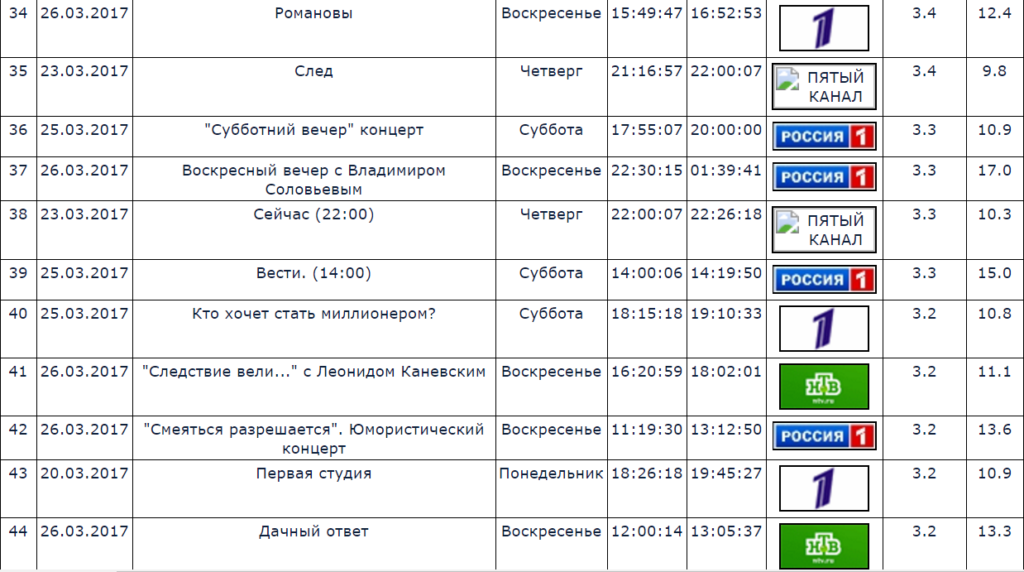 34 26.03.2017 Романовы Воскресенье 15:49:47 16:52:53 1 3.4 12.4
35 23.03.2017 След Четверг 21:16:57 22:00:07 ПЯТЫЙ 3.4 9.8
КАНАЛ
36 25.03.2017 "Субботний вечер" концерт Суббота 17:55:07 20:00:00 РОССИЯ 1 3.3 10.9
37 26.03.2017 Воскресный вечер с Владимиром Воскресенье 22:30:15 01:39:41 РОССИЯ 1 3.3 17.0
Соловьевым
38 23.03.2017 Сейчас (22:00) Четверг 22:00:07 22:26:18 ПЯТЫЙ 3.3 10.3
КАНАЛ
39 25.03.2017 Вести. (14:00) Суббота 14:00:06 14:19:50 РОССИЯ 1 3.3 15.0
40 25.03.2017 Кто хочет стать миллионером? Суббота 18:15:18 19:10:33 1 3.2 10.8
41 26.03.2017 "Следствие вели..." с Леонидом Каневским Воскресенье 16:20:59 18:02:01 НТВ 3.2 11.1
ntv.ru
42 26.03.2017 "Смеяться разрешается". Юмористический Воскресенье 11:19:30 13:12:50 РОССИЯ 1 3.2 13.6
концерт
43 20.03.2017 Первая студия Понедельник 18:26:18 19:45:27 1 3.2 10.9
44 26.03.2017 Дачный ответ Воскресенье 12:00:14 13:05:37 НТВ 3.2 13.3
ntv.ru